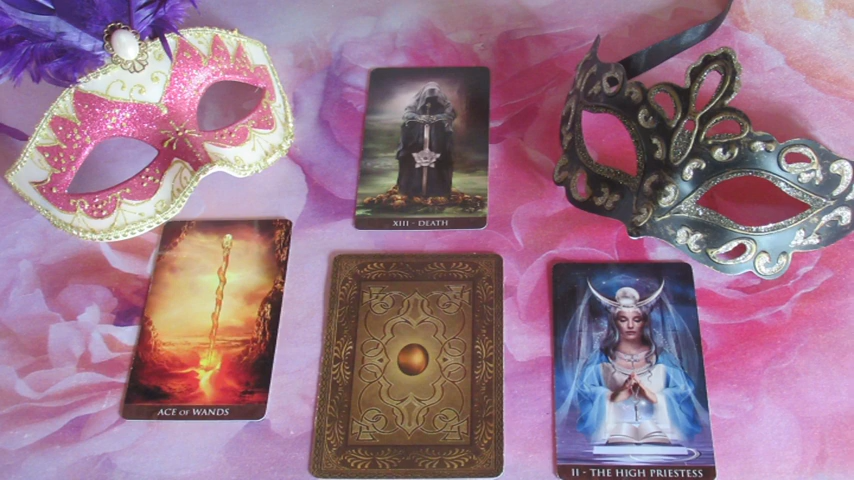 XIII - DEATH
ACE OF WANDS
II - THE HIGH PRIESTESS